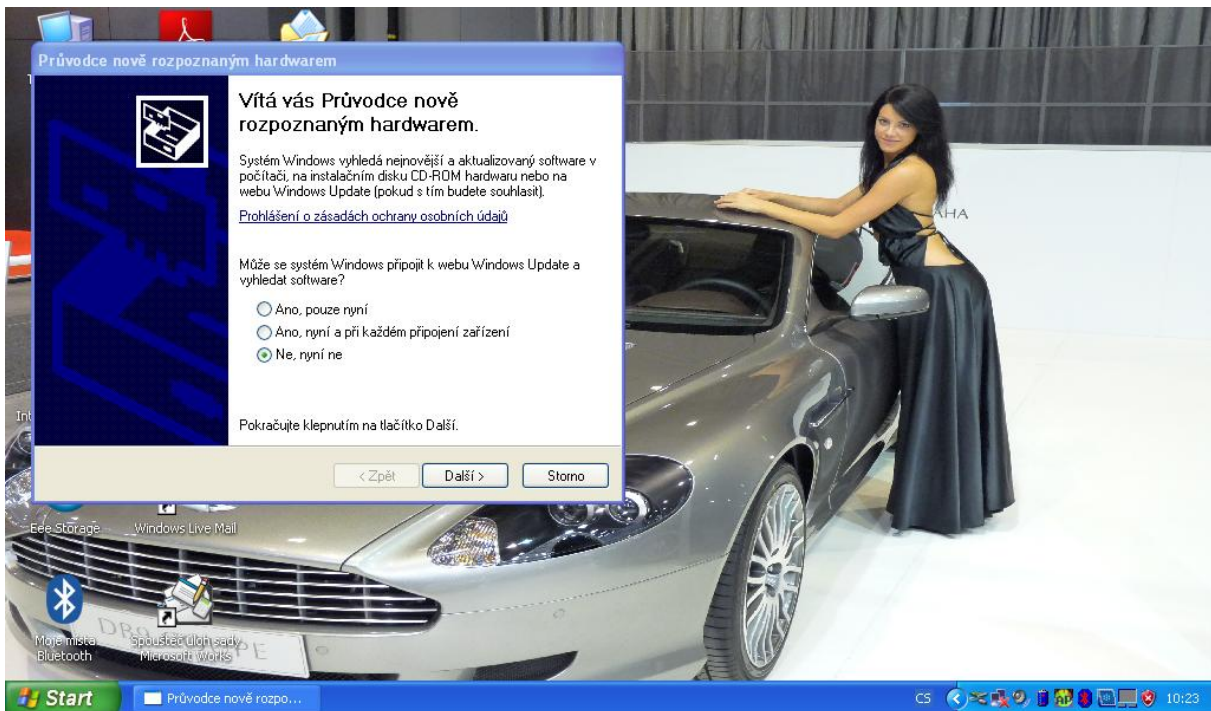 Průvodce nově rozpoznaným hardwarem
Vítá vás Průvodce nově
rozpoznaným hardwarem.
Systém Windows vyhledá nejnovější a aktualizovaný software v
počítači, na instalačním disku CD-ROM hardwaru nebo na
webu Windows Update (pokud s tím budete souhlasit).
Prohlášení o zásadách ochrany osobních údajů
Může se systém Windows připojit k webu Windows Update a
vyhledat software?
Ano, pouze nyní
Ano, nyní a při každém připojení zařízení
Ne, nyní ne
Pokračujte klepnutím na tlačítko Další.
< Zpět
Další >
Storno
AHA
Int
Eee Storage
Windows Live Mail
Moje místa
Bluetooth
Spouštěč úloh sady
Microsoft Works
Start
Průvodce nově rozpo...
CS
AP
10:23